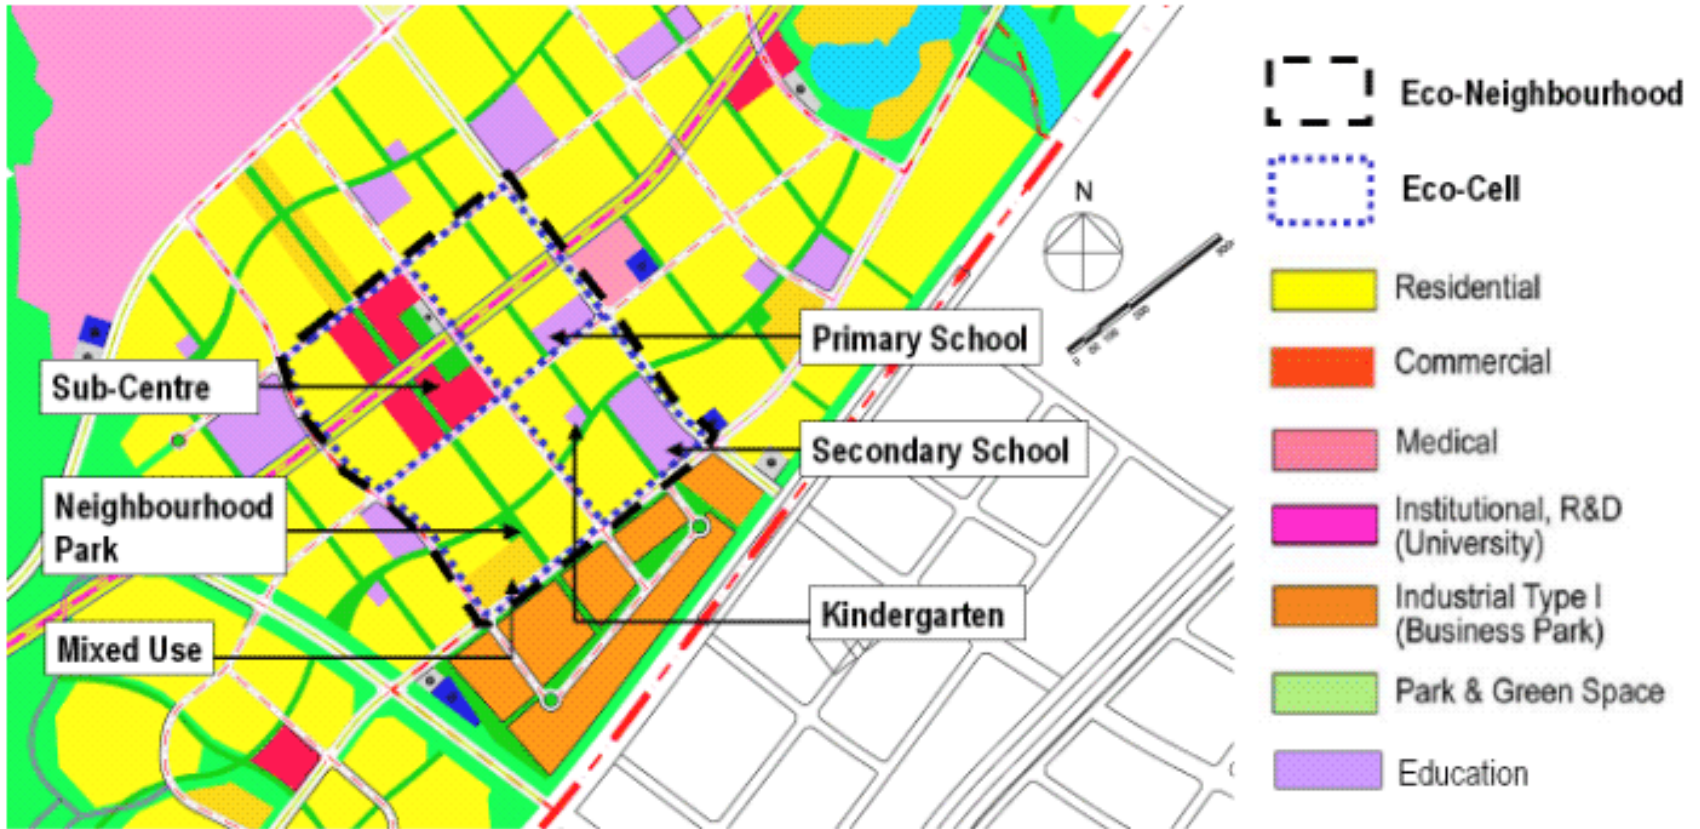 Eco-Neighbourhood
Eco-Cell
N
Residential
Primary School
Commercial
Sub-Centre
Medical
Secondary School
Neighbourhood
Park
Institutional, R&D
(University)
Industrial Type I
(Business Park)
Kindergarten
Mixed Use
Park & Green Space
Education